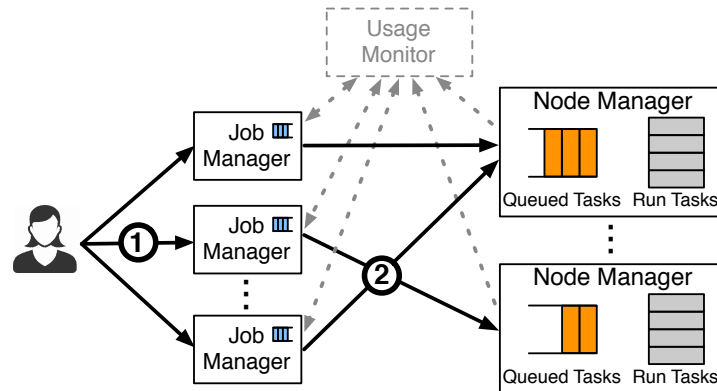 Usage
Monitor
Job
Manager
Node Manager
Queued Tasks Run Tasks
1
Job
Manager
2
Job
Manager
Node Manager
Queued Tasks Run Tasks